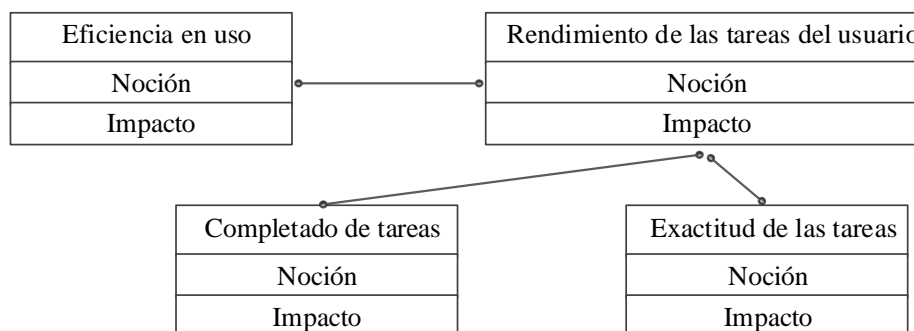 Eficiencia en uso
Noción
Impacto
Rendimiento de las tareas del usuario
Noción
Impacto
Completado de tareas
Noción
Impacto
Exactitud de las tareas
Noción
Impacto